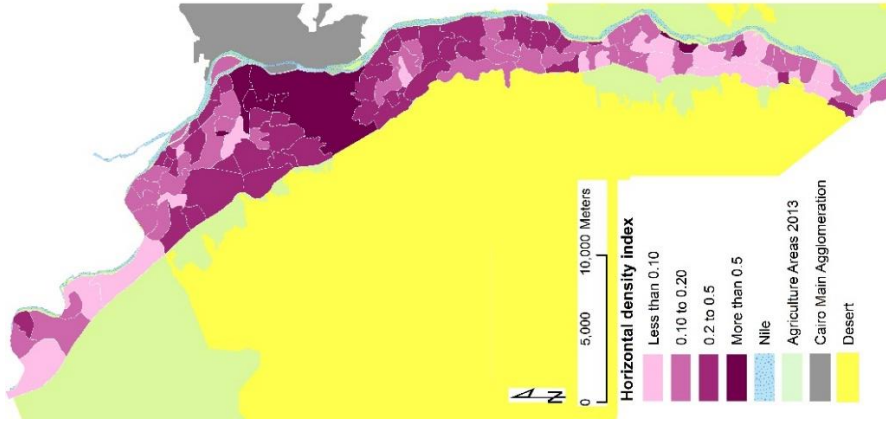 N
0 5,000 10,000 Meters
Horizontal density index
Less than 0.10
0.10 to 0.20
0.2 to 0.5
More than 0.5
Nile
Agriculture Areas 2013
Cairo Main Agglomeration
Desert